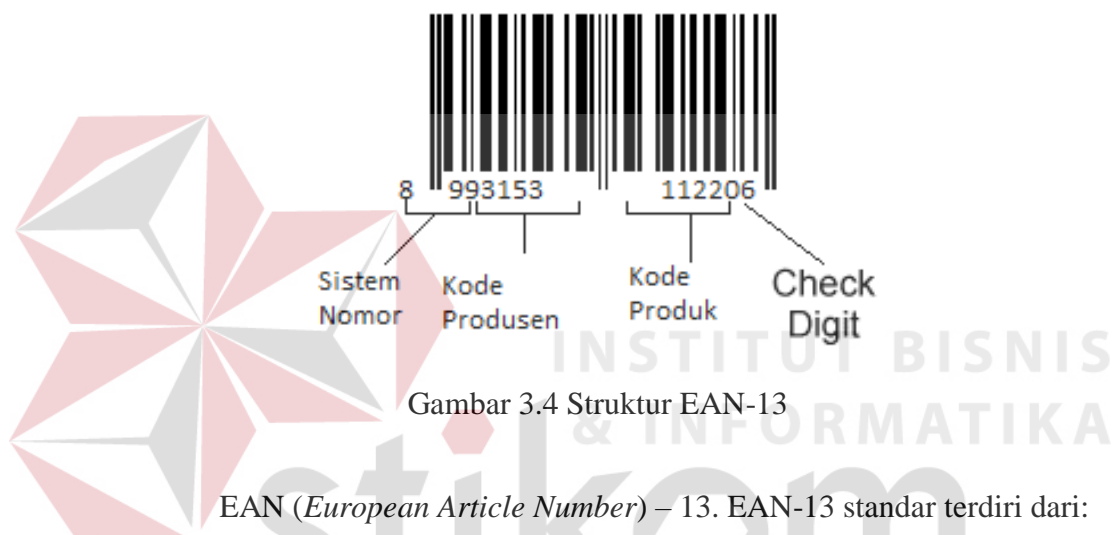 8 993153 112206
Sistem Nomor
Kode Produsen
Kode Produk
Check Digit
INSTITUT BISNIS
& INFORMATIKA
stikom
Gambar 3.4 Struktur EAN-13
EAN (European Article Number) – 13. EAN-13 standar terdiri dari: